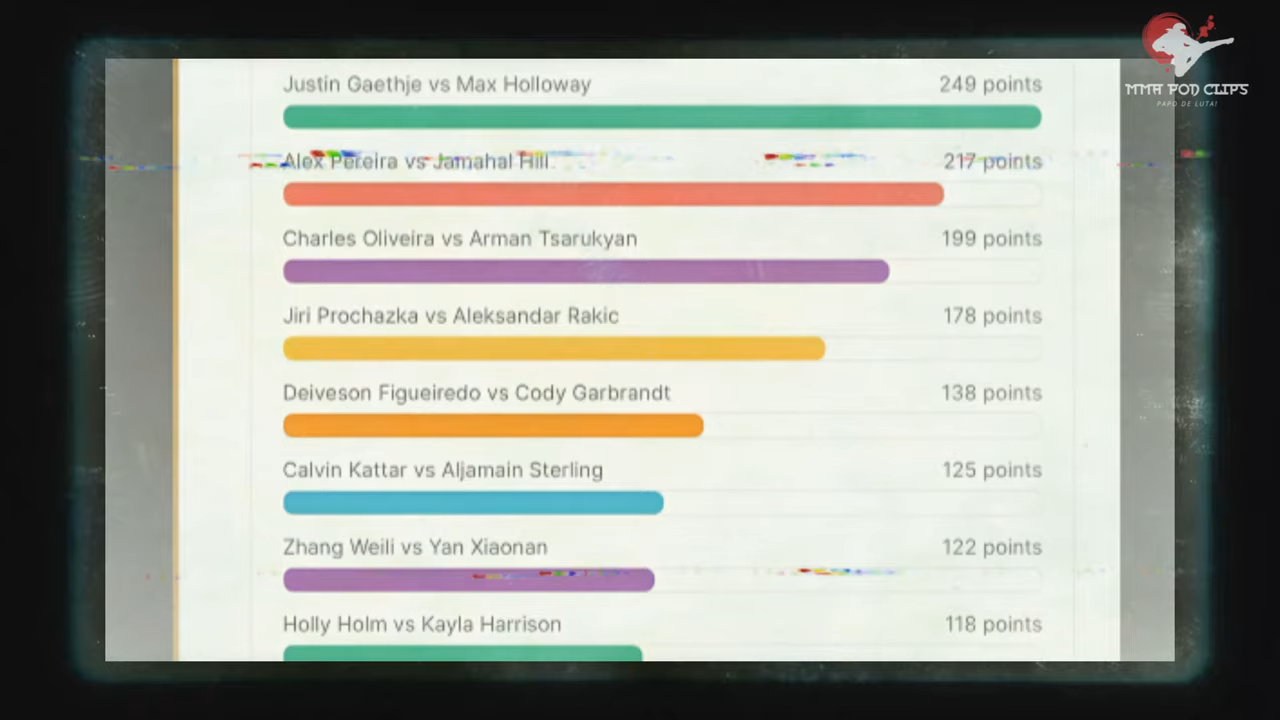 MMA POD CLIPS
PAPO DE LUTA!
Justin Gaethje vs Max Holloway 249 points
Alex Pereira vs Jamahal Hill 217 points
Charles Oliveira vs Arman Tsarukyan 199 points
Jiri Prochazka vs Aleksandar Rakic 178 points
Deiveson Figueiredo vs Cody Garbrandt 138 points
Calvin Kattar vs Aljamain Sterling 125 points
Zhang Weili vs Yan Xiaonan 122 points
Holly Holm vs Kayla Harrison 118 points